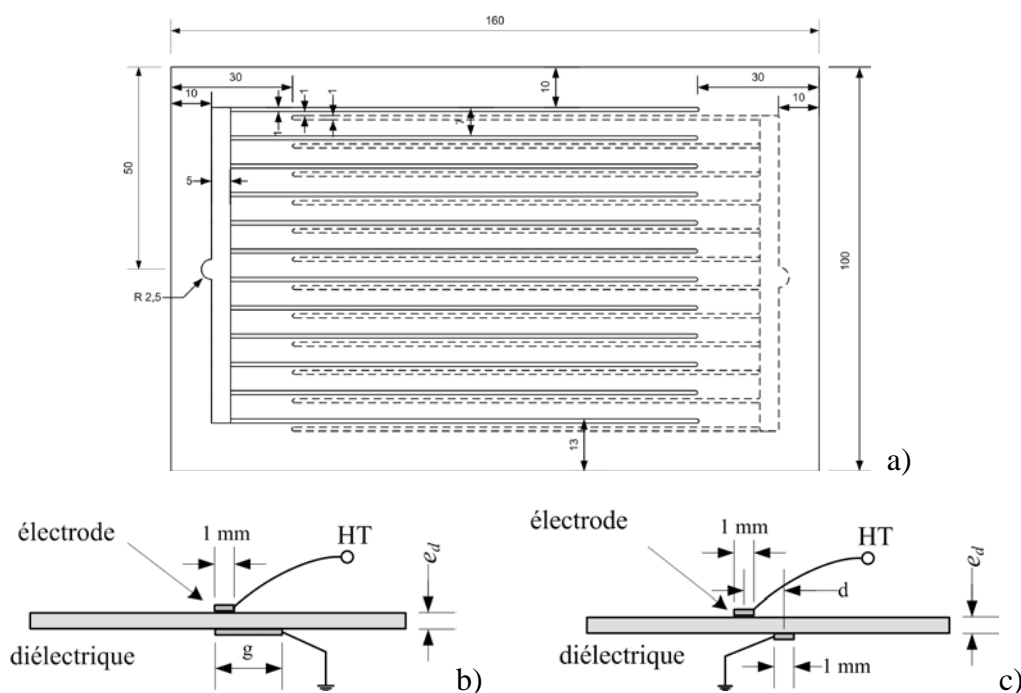 160
30
10
30
10
10
1
1
7
1
50
5
100
R 2,5
13
a)
électrode
1 mm
HT
e_d
diélectrique
g
b)
électrode
1 mm
HT
d
e_d
diélectrique
1 mm
c)